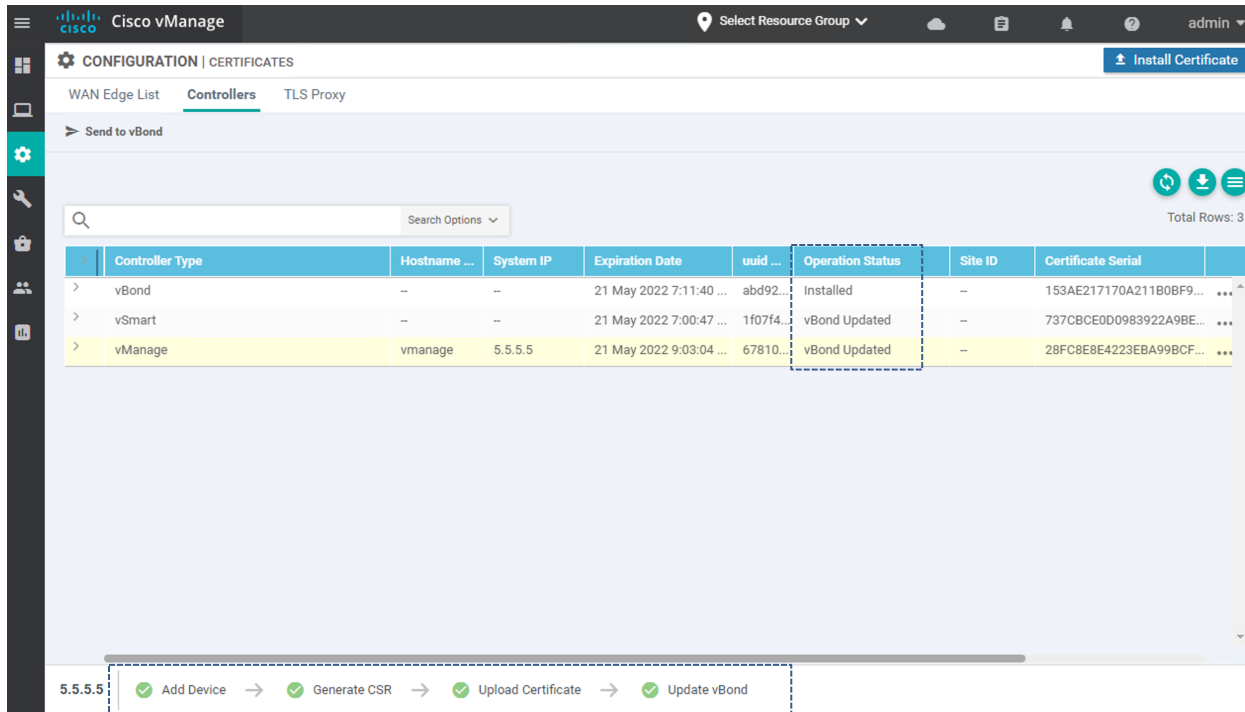 cisco Cisco vManage Select Resource Group admin
CONFIGURATION | CERTIFICATES Install Certificate
WAN Edge List Controllers TLS Proxy
Send to vBond
Search Options Total Rows: 3
Controller Type Hostname ... System IP Expiration Date uuid ... Operation Status Site ID Certificate Serial
vBond -- -- 21 May 2022 7:11:40 ... abd92... Installed -- 153AE217170A211B0BF9... ...
vSmart -- -- 21 May 2022 7:00:47 ... 1f07f4... vBond Updated -- 737CBCE0D0983922A9BE... ...
vManage vmanage 5.5.5.5 21 May 2022 9:03:04 ... 67810... vBond Updated -- 28FC8E8E4223EBA99BCF... ...
5.5.5.5 Add Device → Generate CSR → Upload Certificate → Update vBond